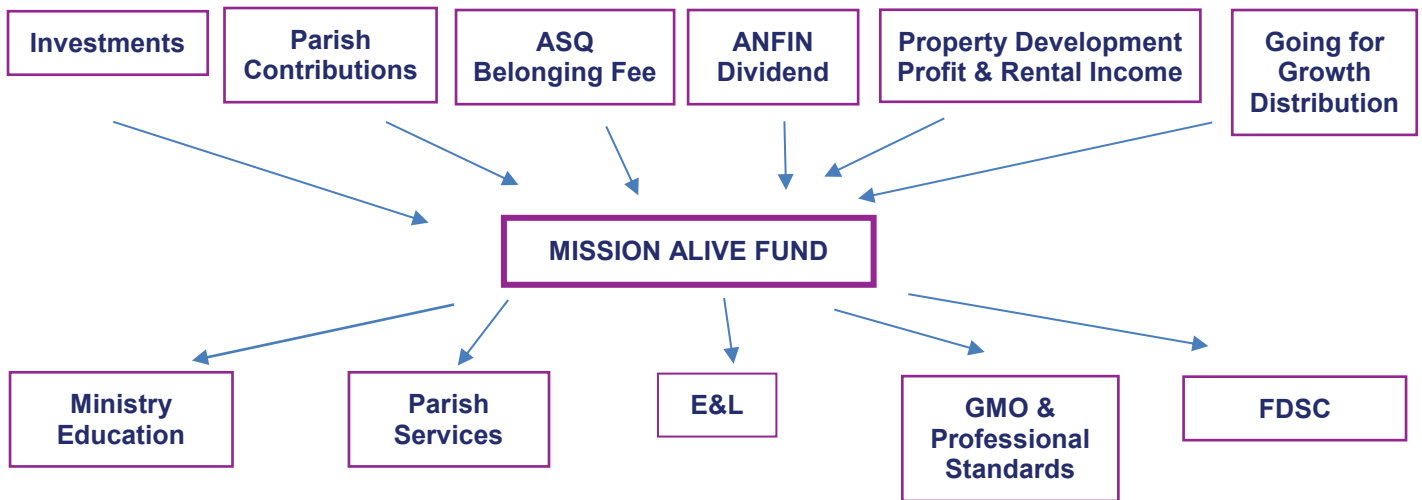 Investments
Parish
Contributions
ASQ
Belonging Fee
ANFIN
Dividend
Property Development
Profit & Rental Income
Going for
Growth
Distribution
MISSION ALIVE FUND
Ministry
Education
Parish
Services
E&L
GMO &
Professional
Standards
FDSC